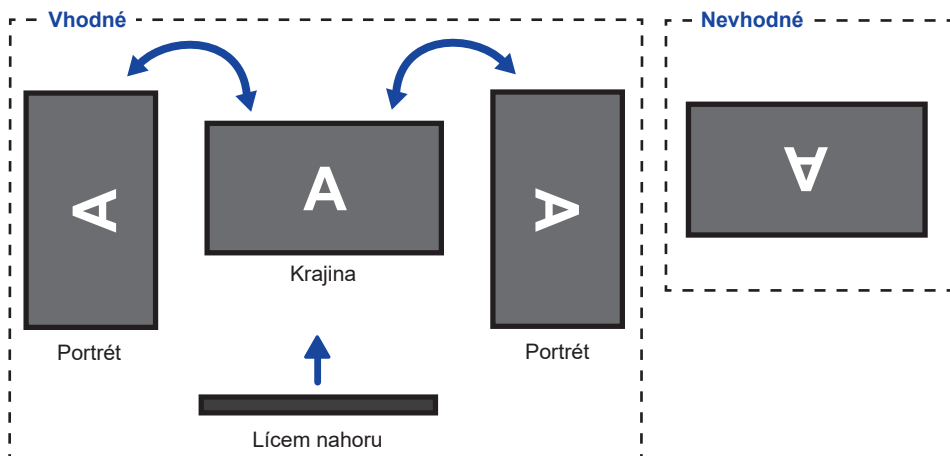 Vhodné
Nevhodné
A
A
A
A
Krajina
Portrét
Portrét
Lícem nahoru